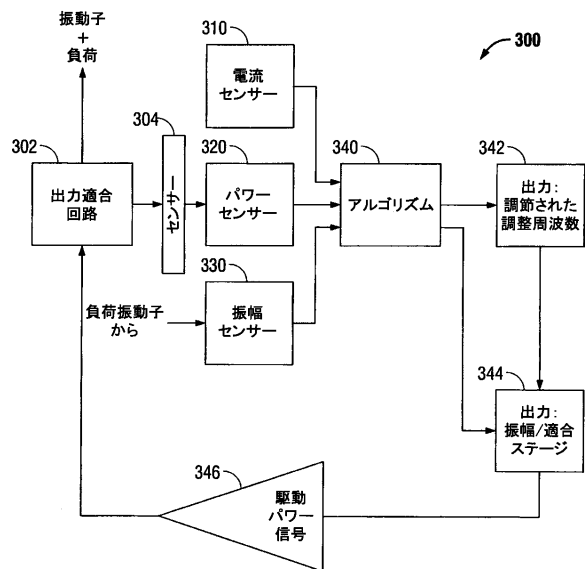 振動子
+
負荷
310
300
電流
センサー
304
302
320
340
342
出力適合
回路
センサー
パワー
センサー
アルゴリズム
出力:
調節された
調整周波数
330
負荷振動子
から
振幅
センサー
344
出力:
振幅/適合
ステージ
346
駆動
パワー
信号